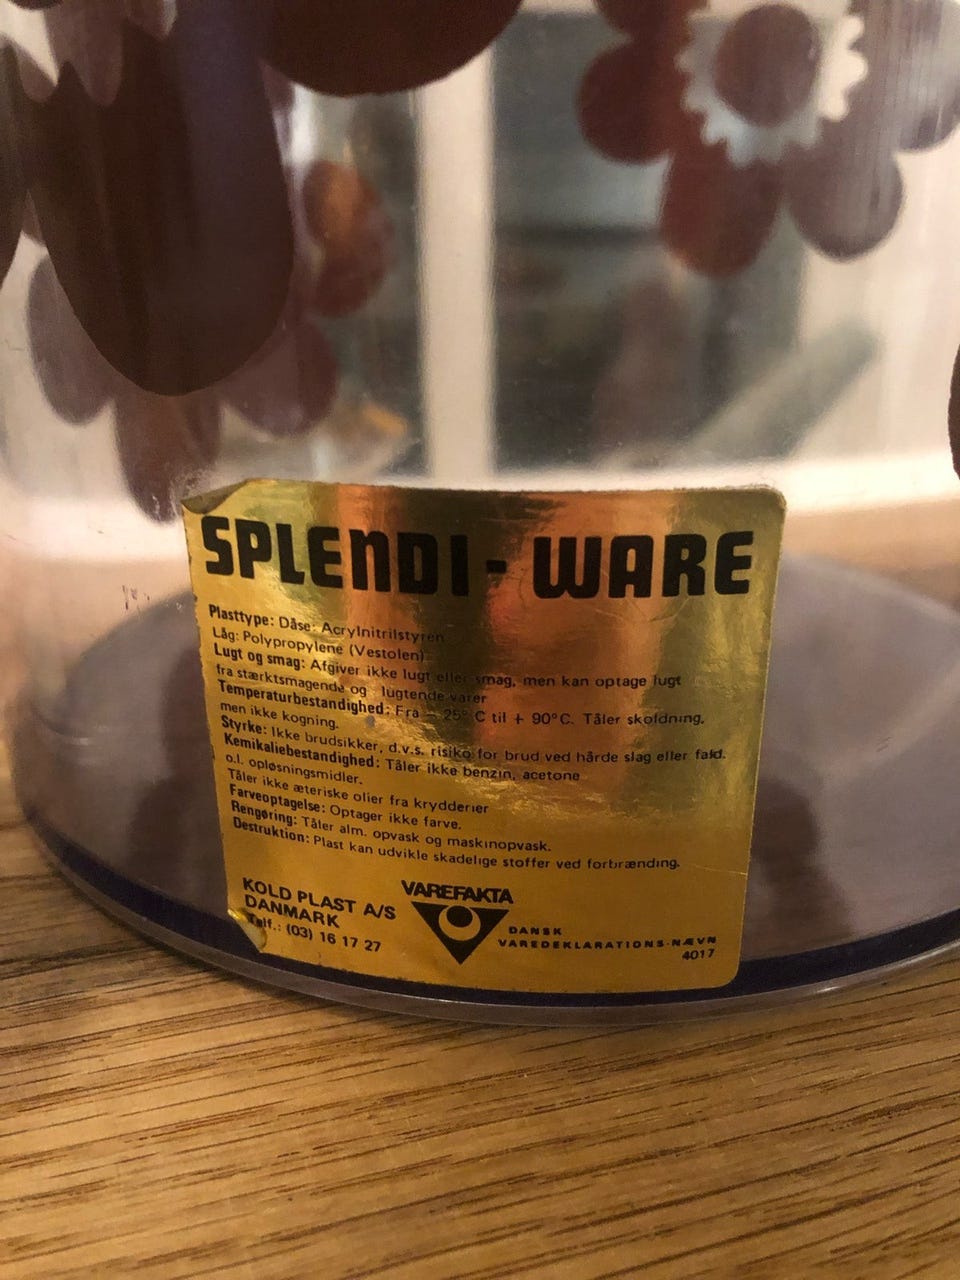 SPLENDI-WARE
Plasttype: Dåse: Acrylnitrilstyren
Låg: Polypropylene (Vestolen)
Lugt og smag: Afgiver ikke lugt eller smag, men kan optage lugt
fra stærktsmagende og lugtende varer
Temperaturbestandighed: Fra - 25° C til + 90°C. Tåler skoldning,
men ikke kogning.
Styrke: Ikke brudsikker, d.v.s. risiko for brud ved hårde slag eller fald.
Kemikaliebestandighed: Tåler ikke benzin, acetone
o.l. opløsningsmidler.
Tåler ikke æteriske olier fra krydderier
Farveoptagelse: Optager ikke farve.
Rengøring: Tåler alm. opvask og maskinopvask.
Destruktion: Plast kan udvikle skadelige stoffer ved forbrænding.
KOLD PLAST A/S
DANMARK
Telf.: (03) 16 17 27
VAREFAKTA
DANSK
VAREDEKLARATIONS-NÆVN
4017